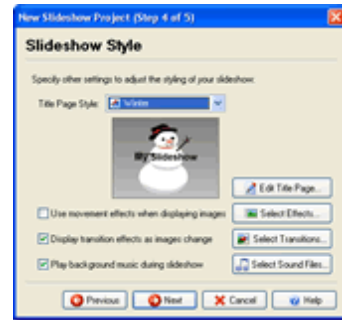 New Slideshow Project (Step 4 of 5)
Slideshow Style
Specify other settings to adjust the styling of your slideshow:
Title Page Style: Winter
My Slideshow
Edit Title Page...
Use movement effects when displaying images
Select Effects...
Display transition effects as images change
Select Transitions...
Play background music during slideshow
Select Sound Files...
Previous Next Cancel Help